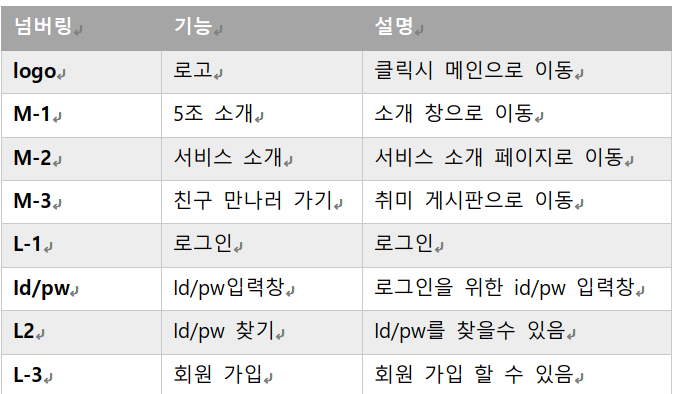 넘버링 기능 설명
logo 로고 클릭시 메인으로 이동
M-1 5조 소개 소개 창으로 이동
M-2 서비스 소개 서비스 소개 페이지로 이동
M-3 친구 만나러 가기 취미 게시판으로 이동
L-1 로그인 로그인
Id/pw Id/pw입력창 로그인을 위한 id/pw 입력창
L2 Id/pw 찾기 Id/pw를 찾을수 있음
L-3 회원 가입 회원 가입 할 수 있음